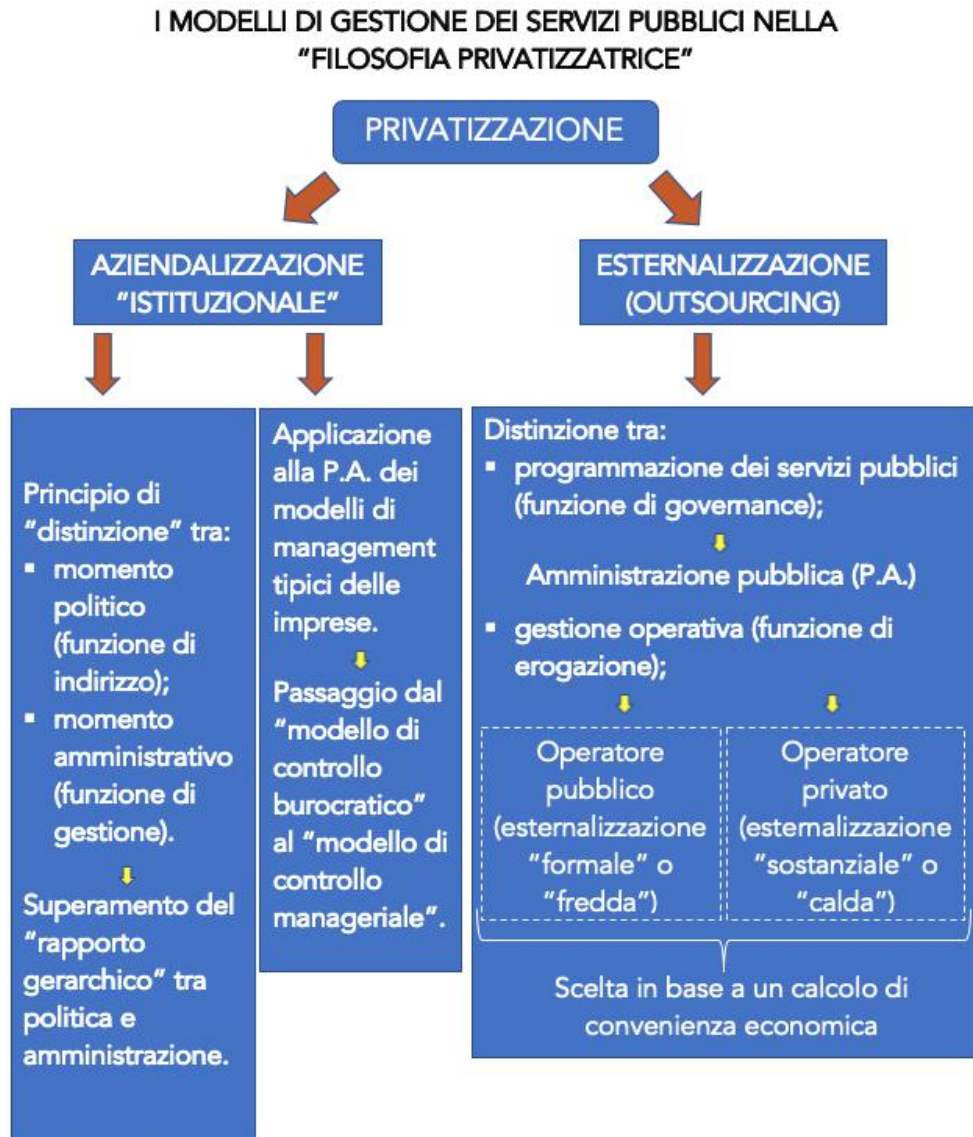 I MODELLI DI GESTIONE DEI SERVIZI PUBBLICI NELLA
“FILOSOFIA PRIVATIZZATRICE”
PRIVATIZZAZIONE
AZIENDALIZZAZIONE
“ISTITUZIONALE”
ESTERNALIZZAZIONE
(OUTSOURCING)
Principio di
“distinzione” tra:
▪ momento
politico
(funzione di
indirizzo);
▪ momento
amministrativo
(funzione di
gestione).
Superamento del
“rapporto
gerarchico” tra
politica e
amministrazione.
Applicazione
alla P.A. dei
modelli di
management
tipici delle
imprese.
Passaggio dal
“modello di
controllo
burocratico”
al “modello di
controllo
manageriale”.
Distinzione tra:
▪ programmazione dei servizi pubblici
(funzione di governance);
Amministrazione pubblica (P.A.)
▪ gestione operativa (funzione di
erogazione);
Operatore
pubblico
(esternalizzazione
“formale” o
“fredda”)
Operatore
privato
(esternalizzazione
“sostanziale” o
“calda”)
Scelta in base a un calcolo di
convenienza economica